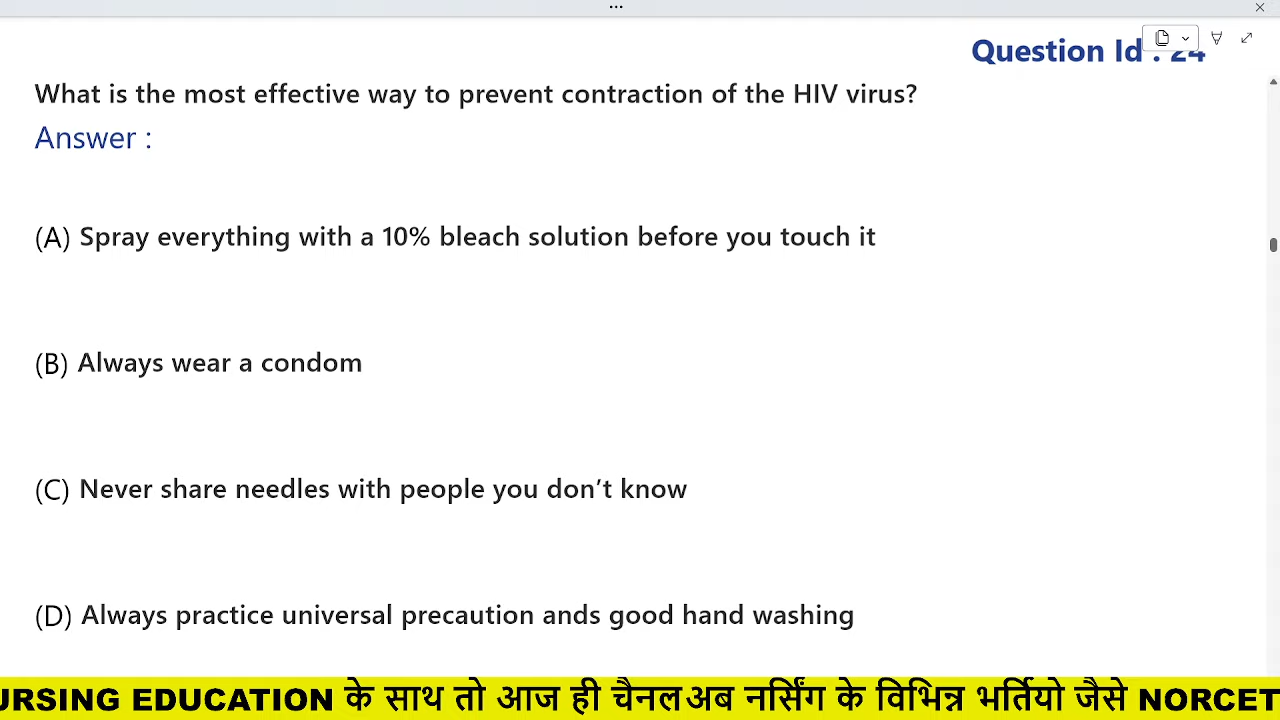 Question Id : 24
What is the most effective way to prevent contraction of the HIV virus?
Answer :
(A) Spray everything with a 10% bleach solution before you touch it
(B) Always wear a condom
(C) Never share needles with people you don’t know
(D) Always practice universal precaution ands good hand washing
URSING EDUCATION के साथ तो आज ही चैनलअब नर्सिंग के विभिन्न भर्तियो जैसे NORCET